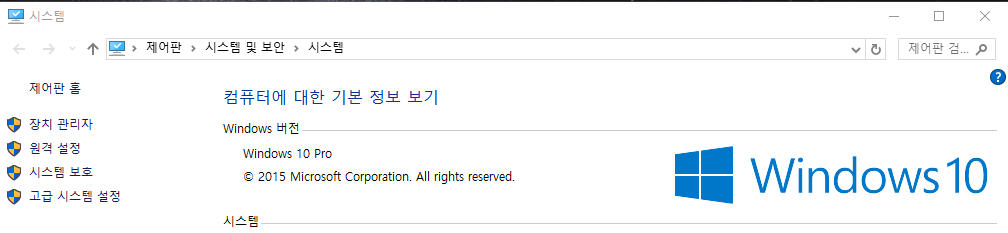 시스템
제어판 시스템 및 보안 시스템
제어판 검...
제어판 홈
장치 관리자
원격 설정
시스템 보호
고급 시스템 설정
컴퓨터에 대한 기본 정보 보기
Windows 버전
Windows 10 Pro
© 2015 Microsoft Corporation. All rights reserved.
Windows 10
시스템